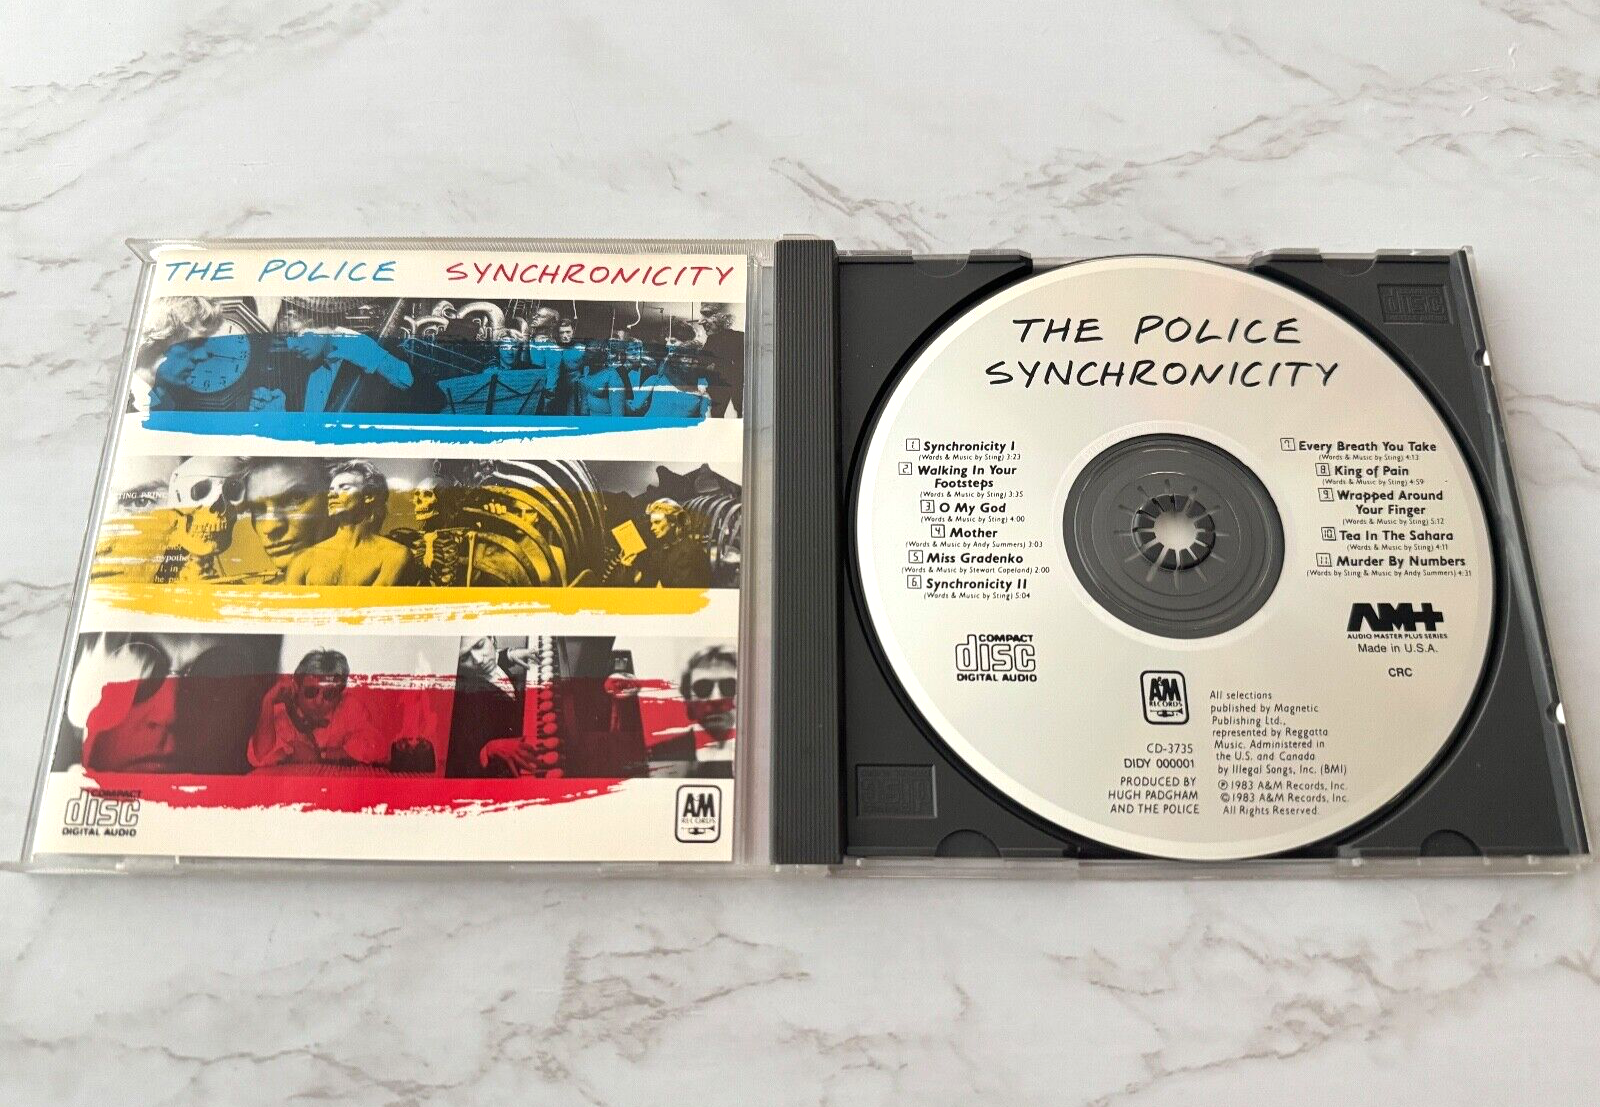 THE POLICE SYNCHRONICITY
COMPACT
disc
DIGITAL AUDIO
A&M
RECORDS
disc
THE POLICE
SYNCHRONICITY
1. Synchronicity I
(Words & Music by Sting) 3:23
2. Walking In Your
Footsteps
(Words & Music by Sting) 3:35
3. O My God
(Words & Music by Sting) 4:00
4. Mother
(Words & Music by Andy Summers) 3:03
5. Miss Gradenko
(Words & Music by Stewart Copeland) 2:00
6. Synchronicity II
(Words & Music by Sting) 5:04
7. Every Breath You Take
(Words & Music by Sting) 4:13
8. King of Pain
(Words & Music by Sting) 4:59
9. Wrapped Around
Your Finger
(Words & Music by Sting) 5:12
10. Tea In The Sahara
(Words & Music by Sting) 4:11
11. Murder By Numbers
(Words by Sting & Music by Andy Summers) 4:31
COMPACT
disc
DIGITAL AUDIO
AM+
AUDIO MASTER PLUS SERIES
Made in U.S.A.
CRC
A&M
RECORDS
CD-3735
DIDY 000001
PRODUCED BY
HUGH PADGHAM
AND THE POLICE
All selections
published by Magnetic
Publishing Ltd.,
represented by Reggatta
Music. Administered in
the U.S. and Canada
by Illegal Songs, Inc. (BMI)
℗1983 A&M Records, Inc.
©1983 A&M Records, Inc.
All Rights Reserved.